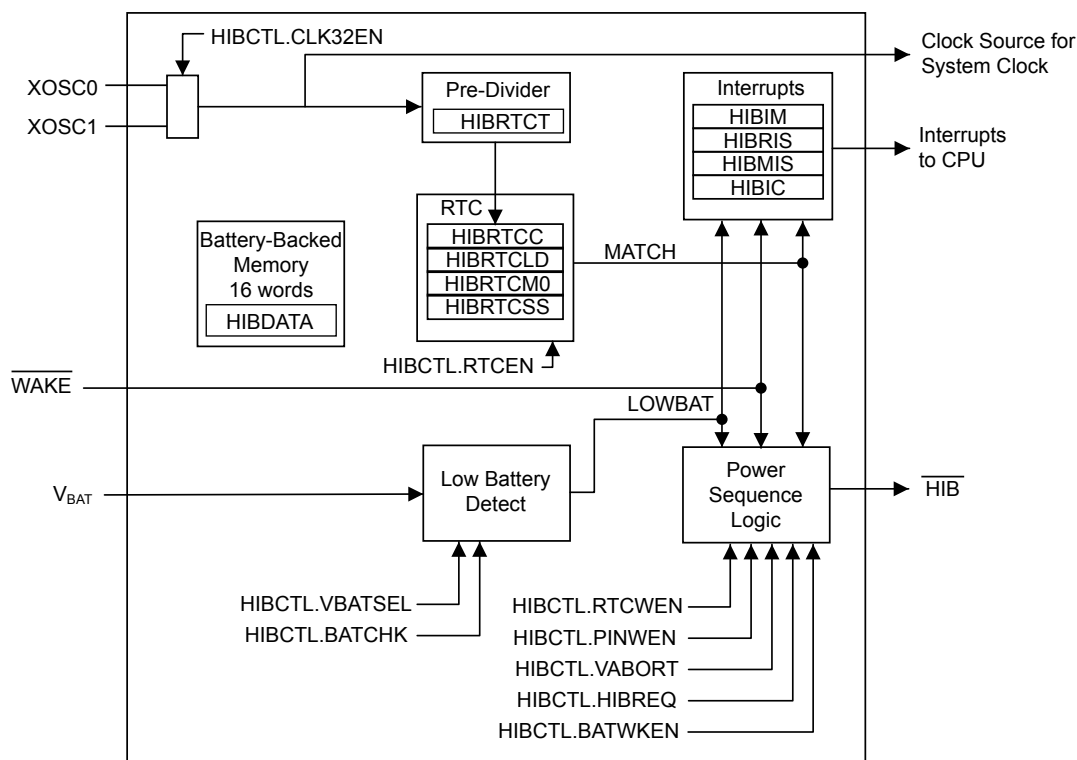 HIBCTL.CLK32EN
XOSC0
XOSC1
Clock Source for
System Clock
Pre-Divider
HIBRTCT
Interrupts
HIBIM
HIBRIS
HIBMIS
HIBIC
Interrupts
to CPU
RTC
HIBRTCC
HIBRTCLD
HIBRTCM0
HIBRTCSS
MATCH
Battery-Backed
Memory
16 words
HIBDATA
HIBCTL.RTCEN
WAKE
LOWBAT
VBAT
Low Battery
Detect
Power
Sequence
Logic
HIB
HIBCTL.VBATSEL
HIBCTL.BATCHK
HIBCTL.RTCWEN
HIBCTL.PINWEN
HIBCTL.VABORT
HIBCTL.HIBREQ
HIBCTL.BATWKEN